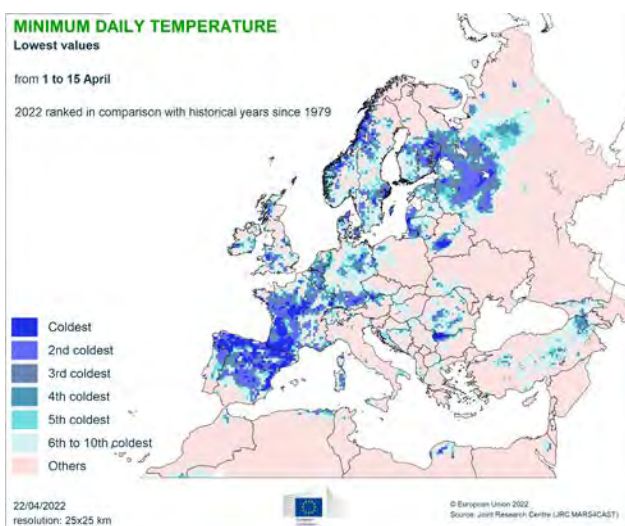 MINIMUM DAILY TEMPERATURE
Lowest values
from 1 to 15 April
2022 ranked in comparison with historical years since 1979
Coldest
2nd coldest
3rd coldest
4th coldest
5th coldest
6th to 10th coldest
Others
22/04/2022
resolution: 25x25 km
© European Union 2022
Source: Joint Research Centre (JRC MARS4CAST)